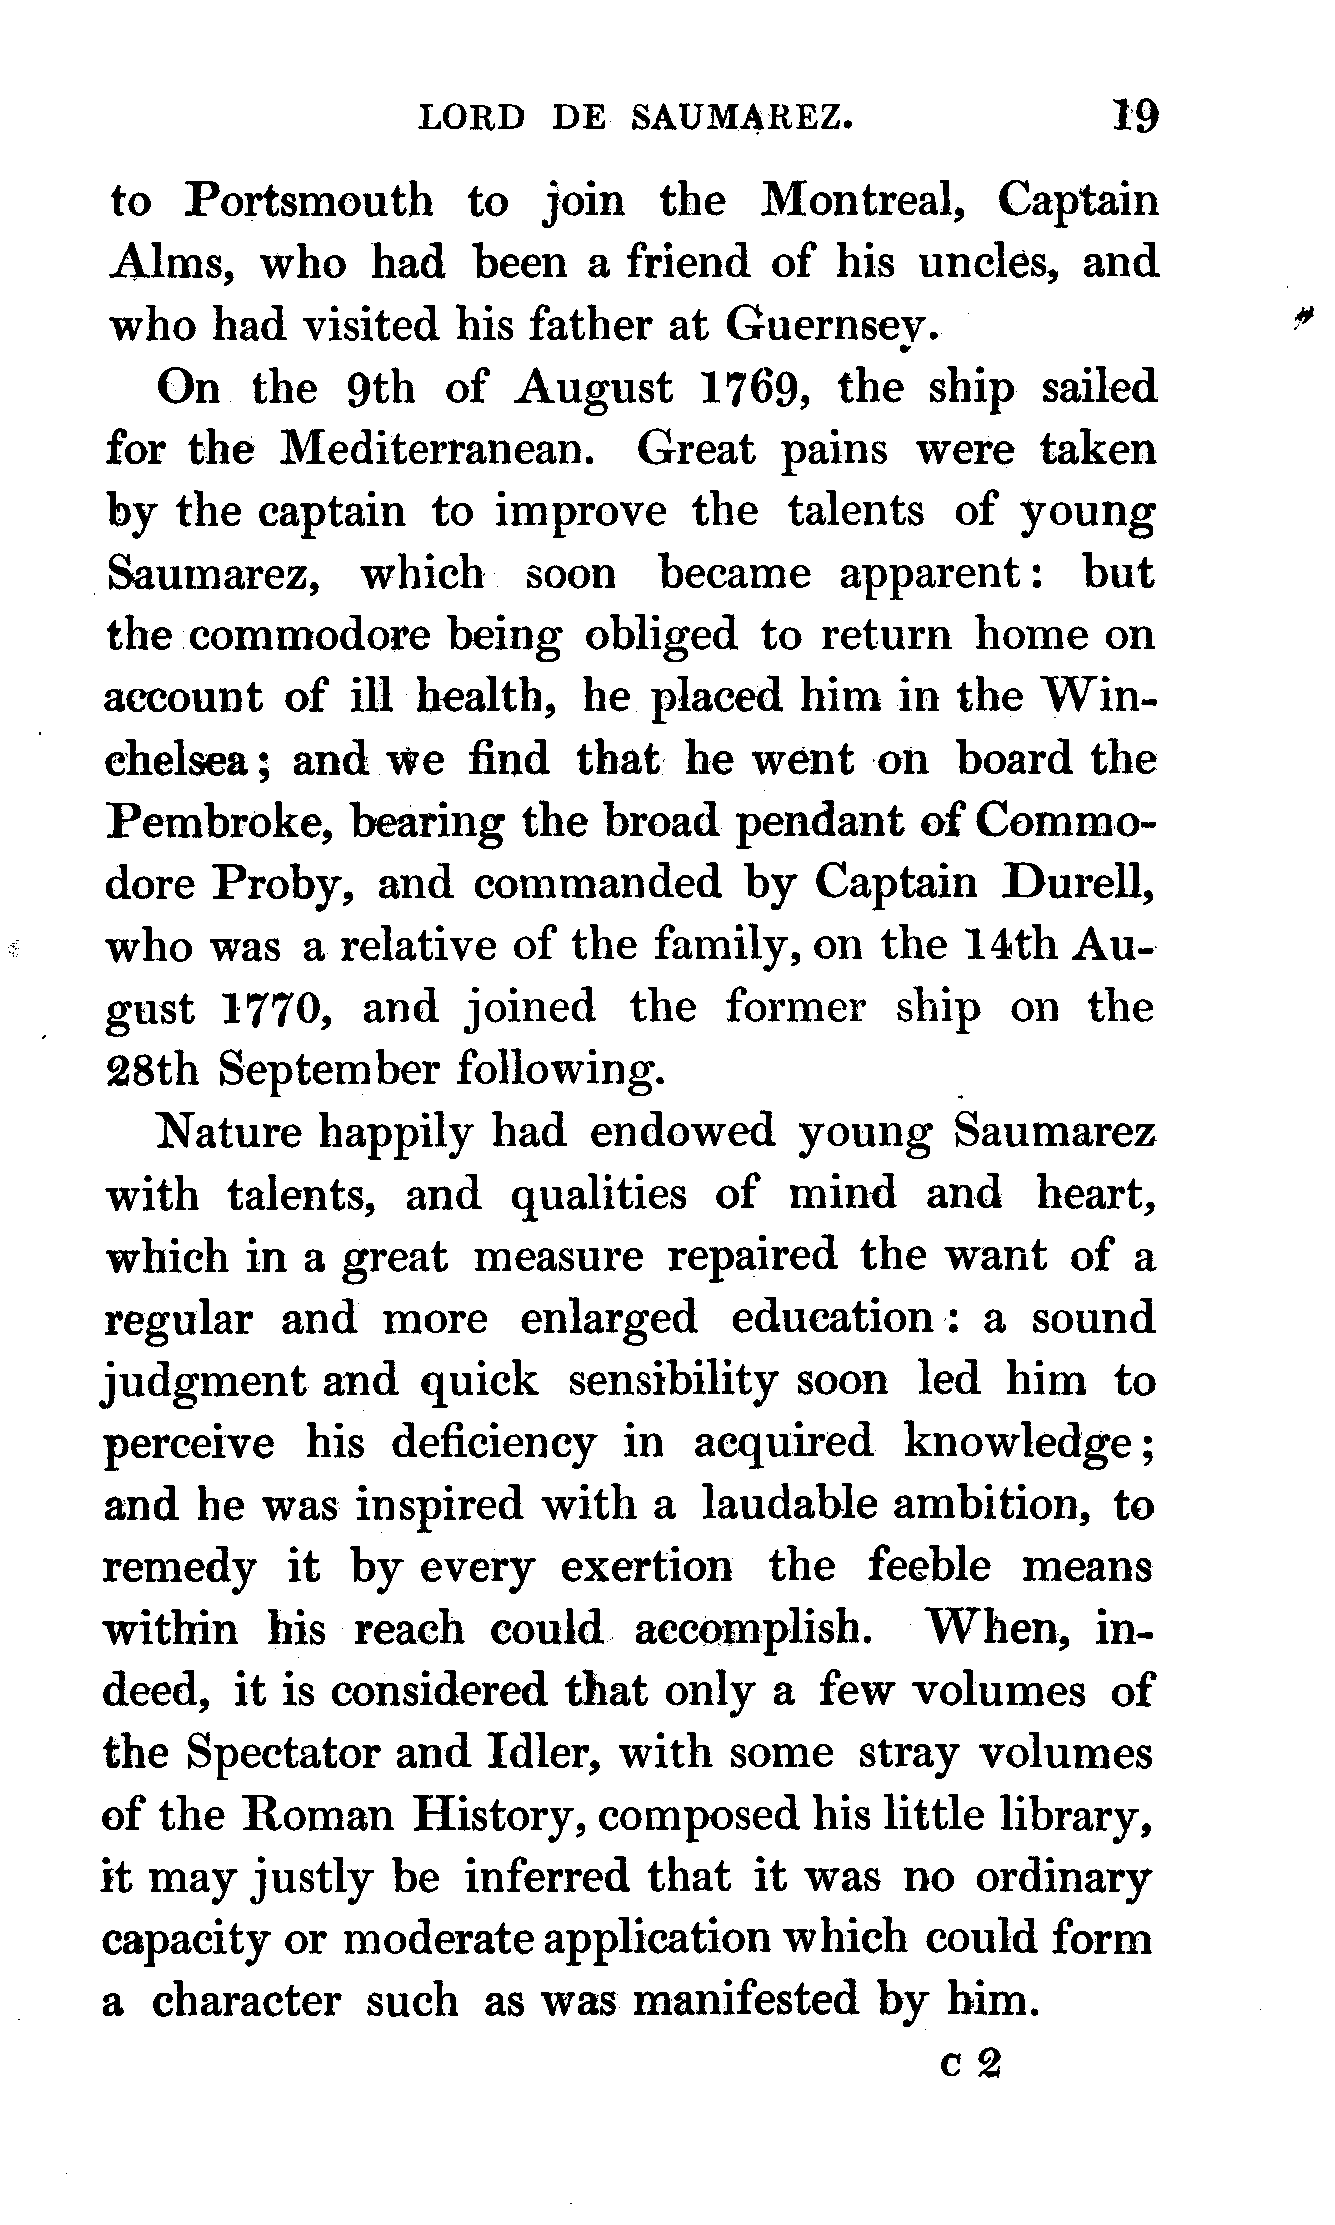 LORD DE SAUMAREZ. 19
to Portsmouth to join the Montreal, Captain
Alms, who had been a friend of his uncles, and
who had visited his father at Guernsey.
On the 9th of August 1769, the ship sailed
for the Mediterranean. Great pains were taken
by the captain to improve the talents of young
Saumarez, which soon became apparent: but
the commodore being obliged to return home on
account of ill health, he placed him in the Win-
chelsea; and we find that he went on board the
Pembroke, bearing the broad pendant of Commo-
dore Proby, and commanded by Captain Durell,
who was a relative of the family, on the 14th Au-
gust 1770, and joined the former ship on the
28th September following.
Nature happily had endowed young Saumarez
with talents, and qualities of mind and heart,
which in a great measure repaired the want of a
regular and more enlarged education: a sound
judgment and quick sensibility soon led him to
perceive his deficiency in acquired knowledge;
and he was inspired with a laudable ambition, to
remedy it by every exertion the feeble means
within his reach could accomplish. When, in-
deed, it is considered that only a few volumes of
the Spectator and Idler, with some stray volumes
of the Roman History, composed his little library,
it may justly be inferred that it was no ordinary
capacity or moderate application which could form
a character such as was manifested by him.
C 2